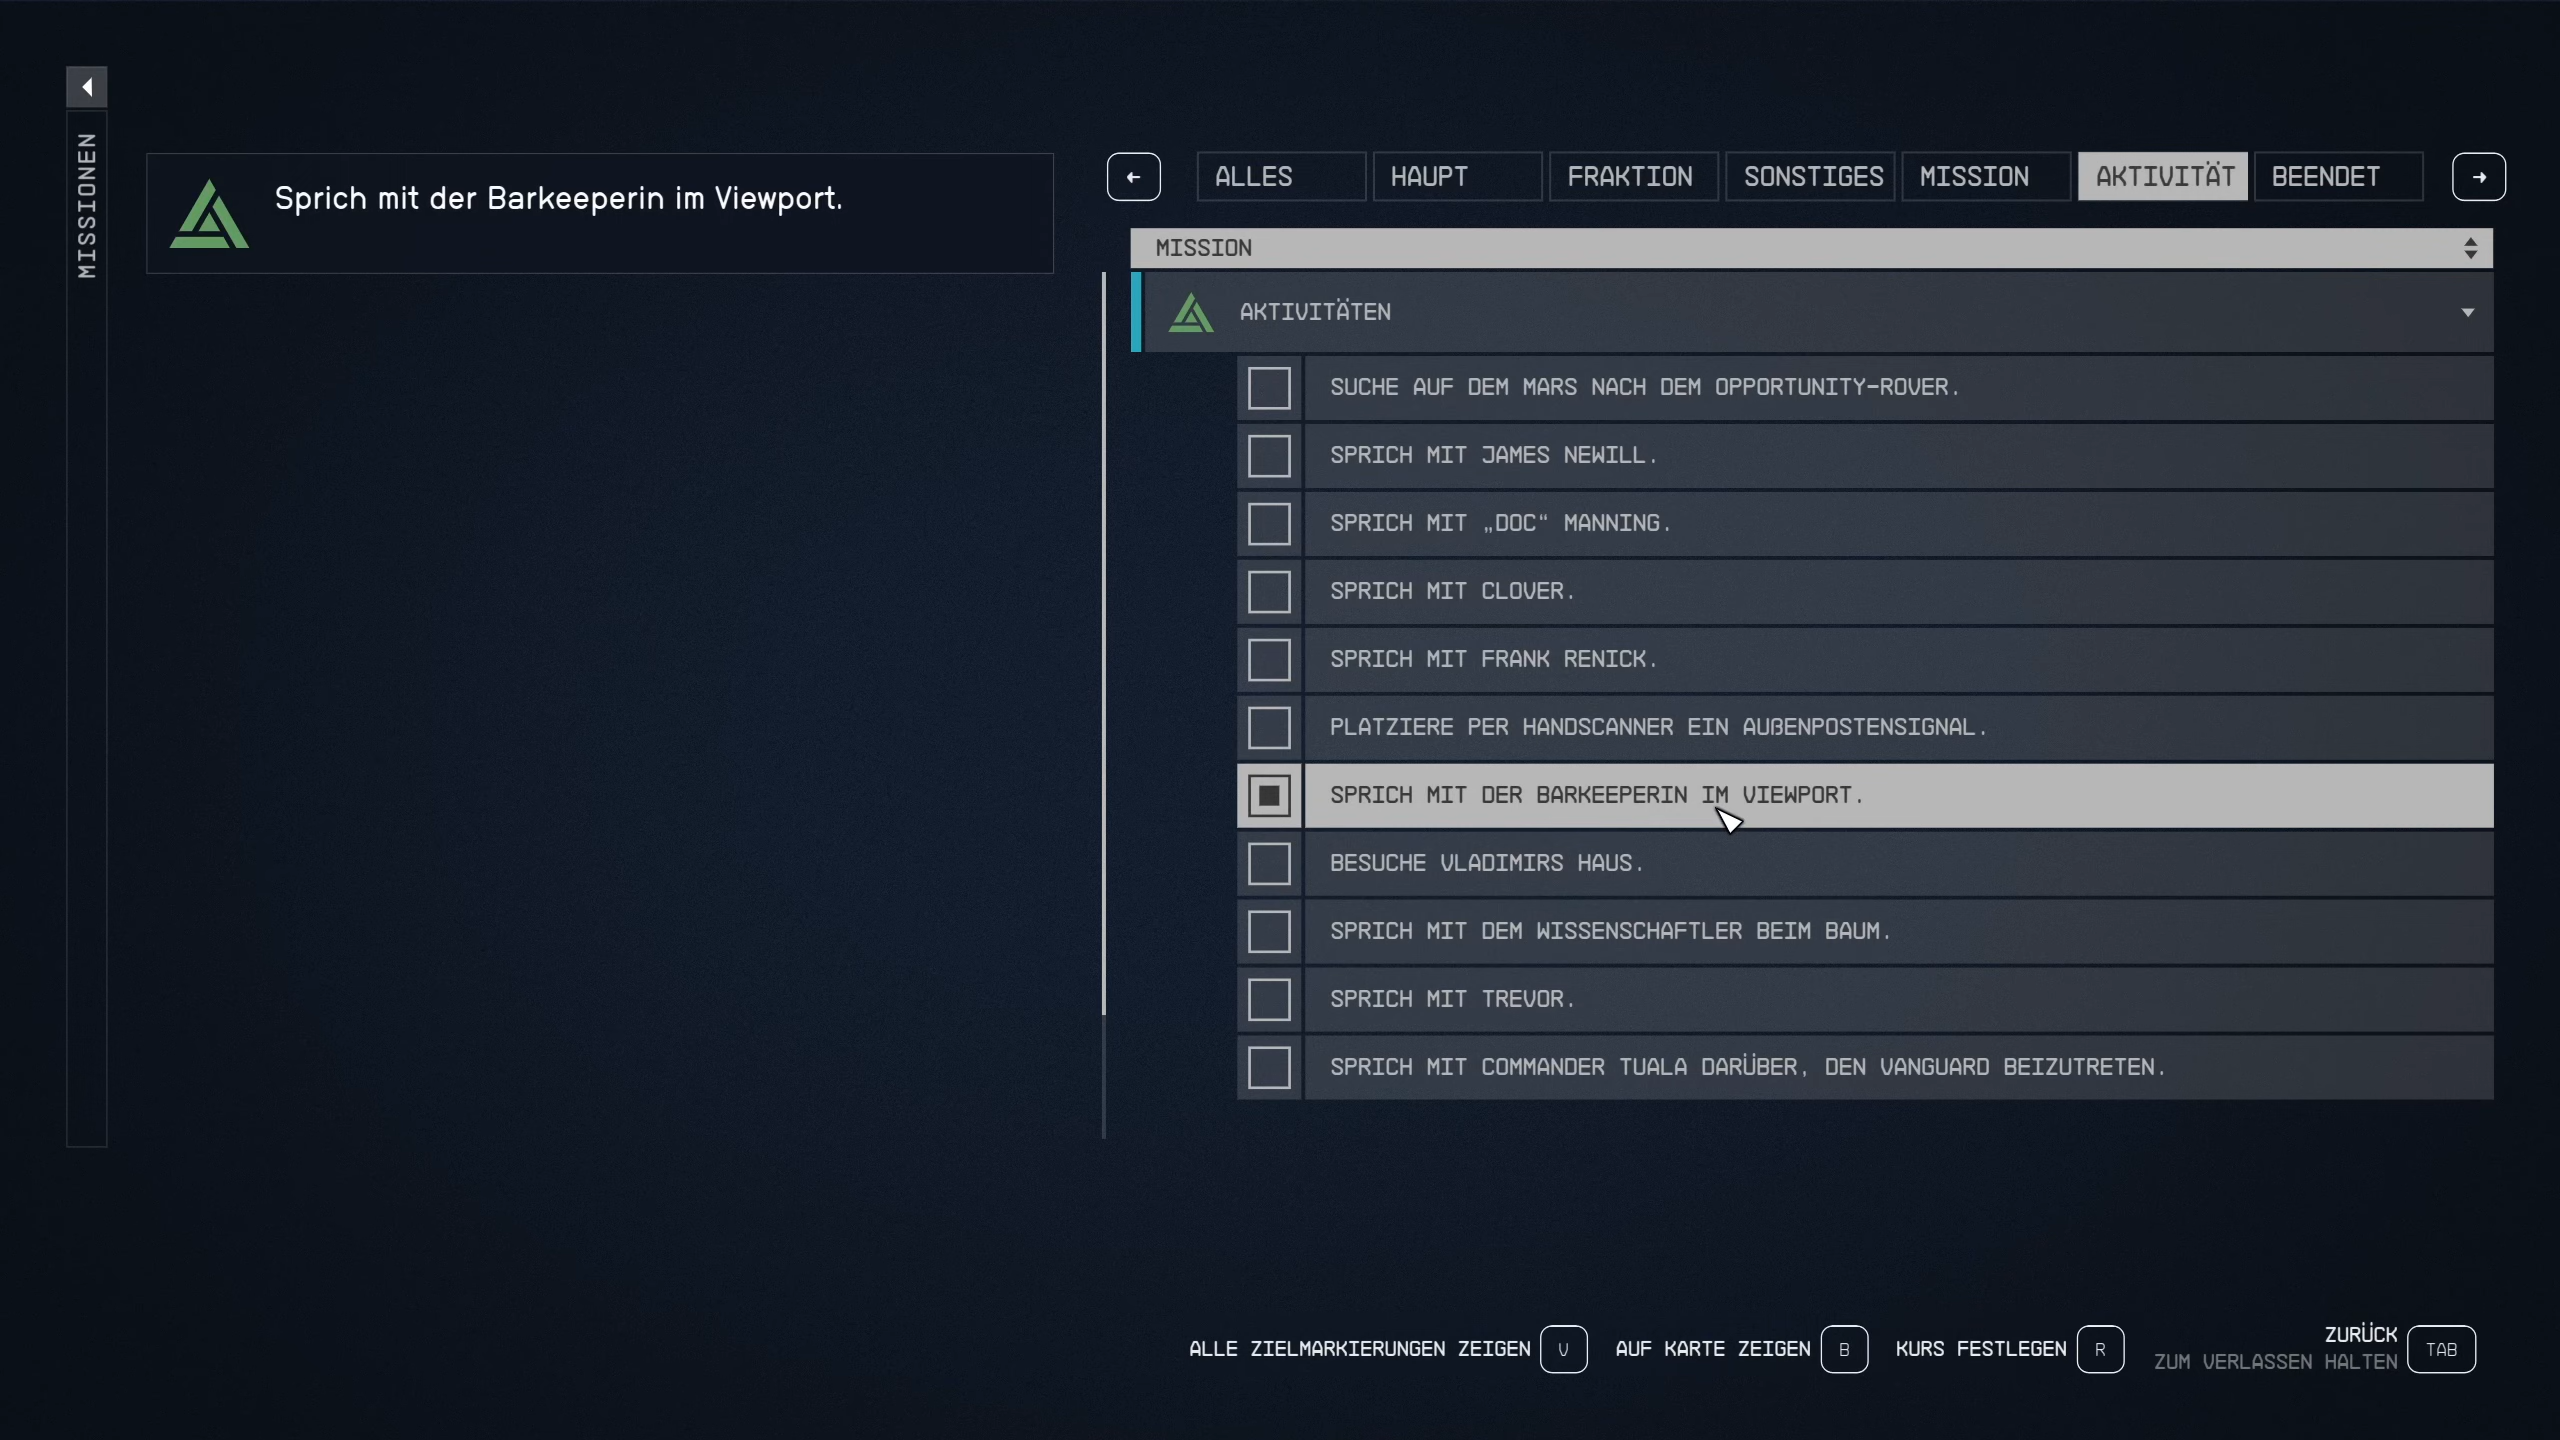 MISSIONEN
Sprich mit der Barkeeperin im Viewport.
ALLES
HAUPT
FRAKTION
SONSTIGES
MISSION
AKTIVITÄT
BEENDET
MISSION
AKTIVITÄTEN
SUCHE AUF DEM MARS NACH DEM OPPORTUNITY-ROVER.
SPRICH MIT JAMES NEWILL.
SPRICH MIT „DOC“ MANNING.
SPRICH MIT CLOVER.
SPRICH MIT FRANK RENICK.
PLATZIERE PER HANDSCANNER EIN AUẞENPOSTENSIGNAL.
SPRICH MIT DER BARKEEPERIN IM VIEWPORT.
BESUCHE VLADIMIRS HAUS.
SPRICH MIT DEM WISSENSCHAFTLER BEIM BAUM.
SPRICH MIT TREVOR.
SPRICH MIT COMMANDER TUALA DARÜBER, DEN VANGUARD BEIZUTRETEN.
ALLE ZIELMARKIERUNGEN ZEIGEN V
AUF KARTE ZEIGEN B
KURS FESTLEGEN R
ZURÜCK
ZUM VERLASSEN HALTEN TAB